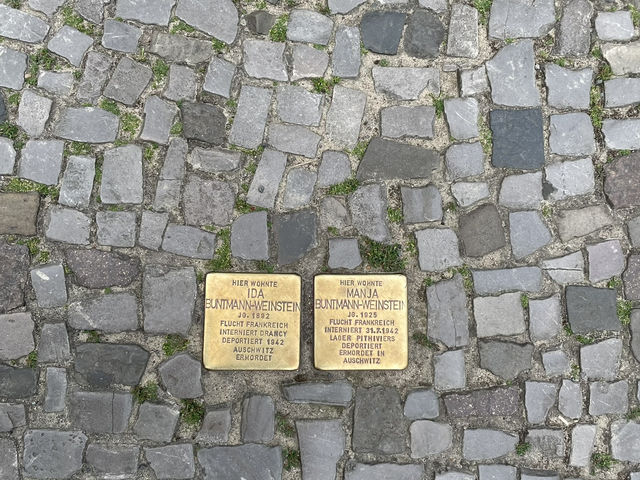 HIER WOHNTE
IDA
BUNTMANN-WEINSTEIN
JG. 1892
FLUCHT FRANKREICH
INTERNIERT DRANCY
DEPORTIERT 1942
AUSCHWITZ
ERMORDET
HIER WOHNTE
MANJA
BUNTMANN-WEINSTEIN
JG. 1925
FLUCHT FRANKREICH
INTERNIERT 31.7.1942
LAGER PITHIVIERS
DEPORTIERT
ERMORDET IN
AUSCHWITZ